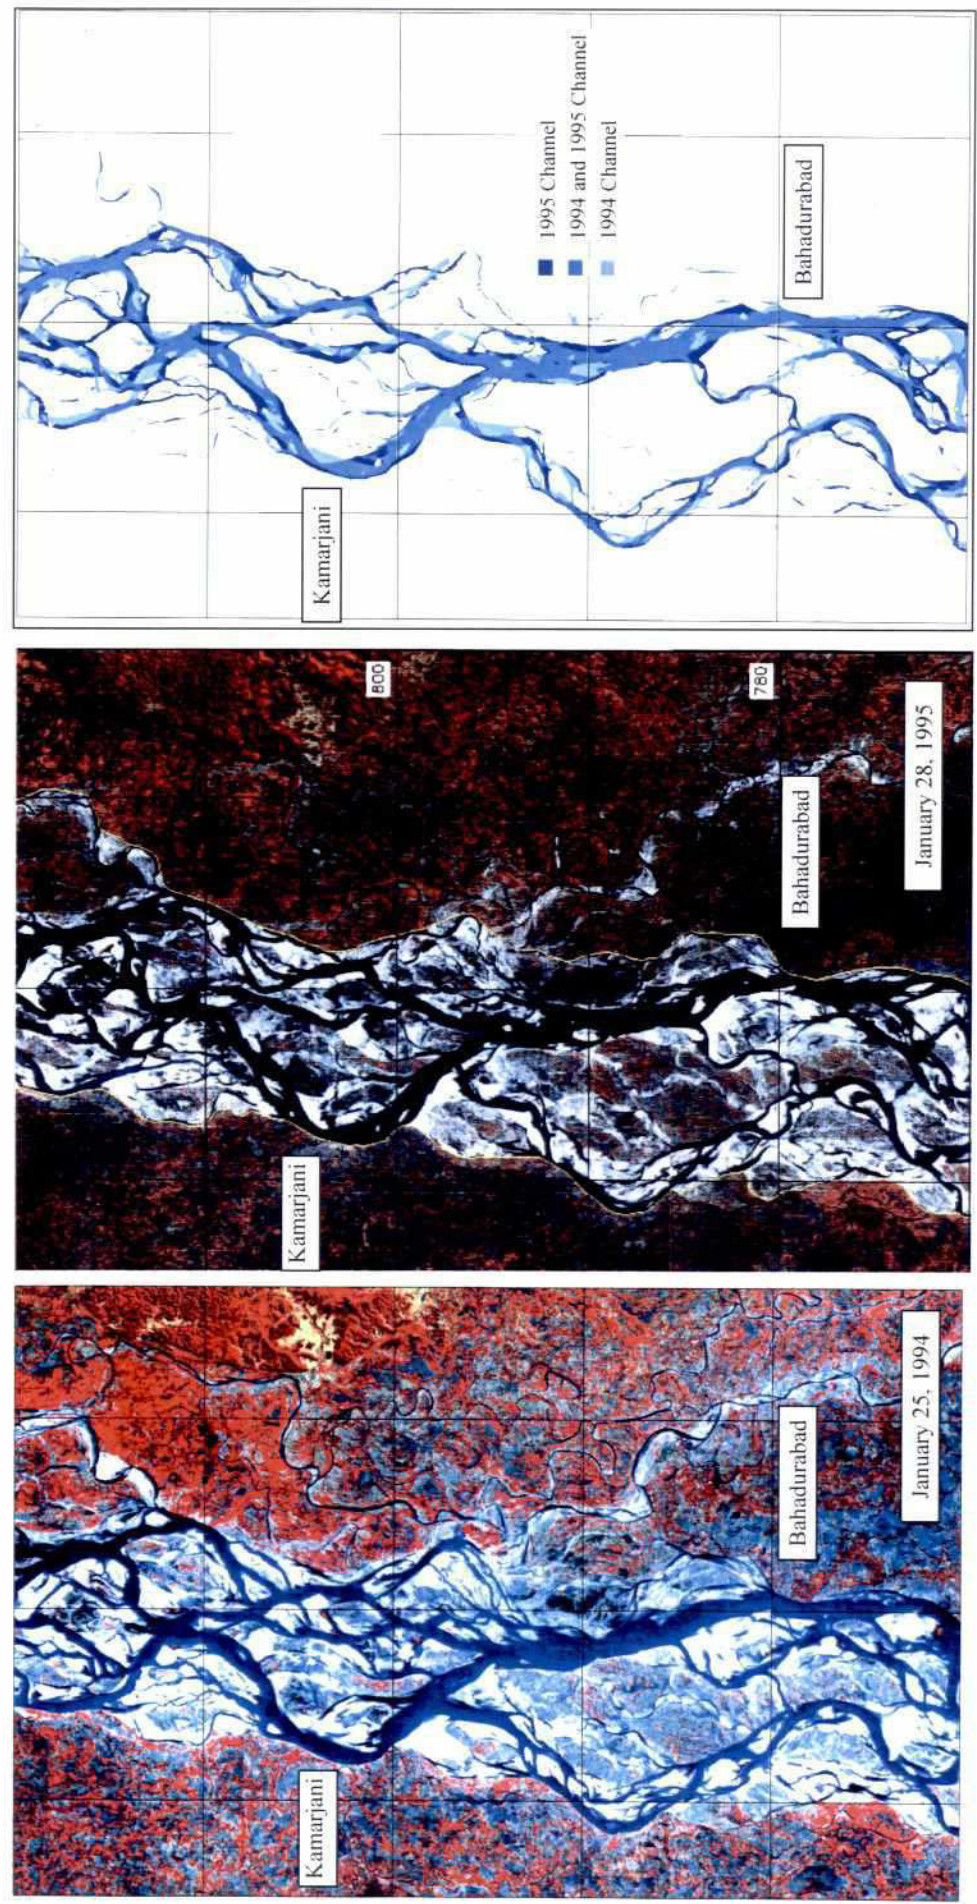 1995 Channel
1994 and 1995 Channel
1994 Channel
Bahadurabad
Kamarjani
800
780
Bahadurabad
January 28, 1995
Kamarjani
Bahadurabad
January 25, 1994
Kamarjani